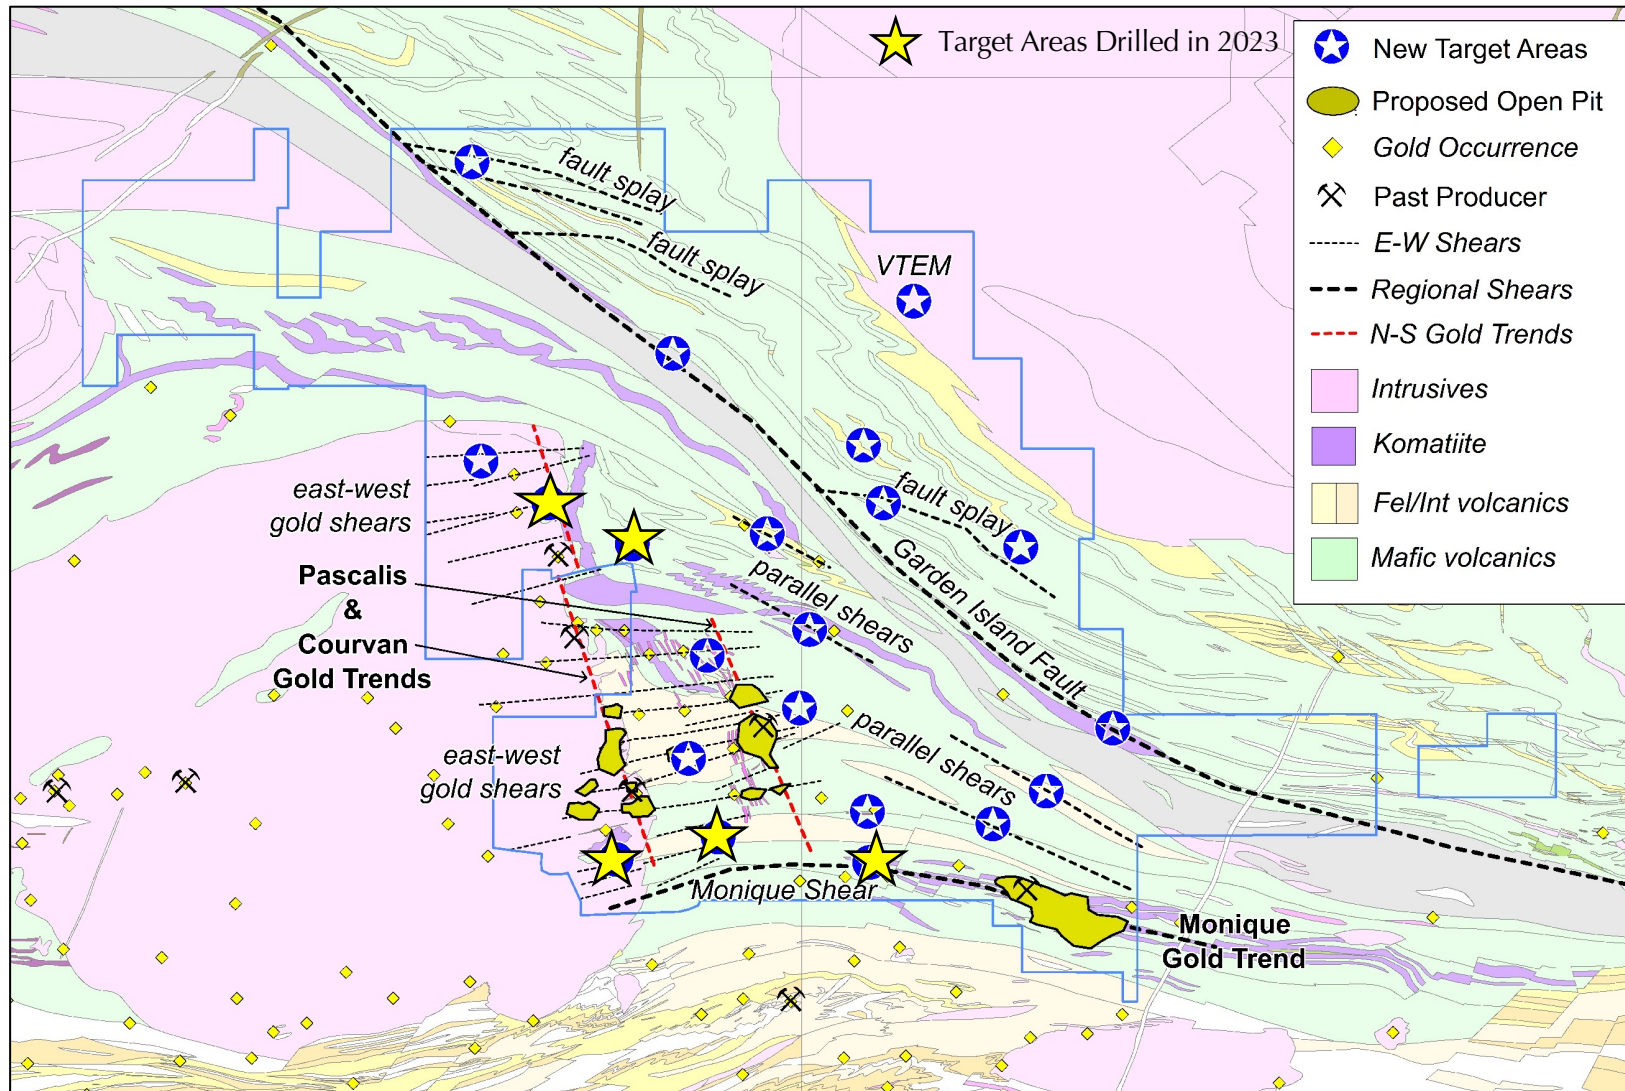 Target Areas Drilled in 2023
New Target Areas
Proposed Open Pit
Gold Occurrence
Past Producer
E-W Shears
Regional Shears
N-S Gold Trends
Intrusives
Komatiite
Fel/Int volcanics
Mafic volcanics
fault splay
fault splay
VTEM
east-west
gold shears
fault splay
Garden Island Fault
parallel shears
Pascalis
&
Courvan
Gold Trends
parallel shears
east-west
gold shears
Monique Shear
Monique
Gold Trend